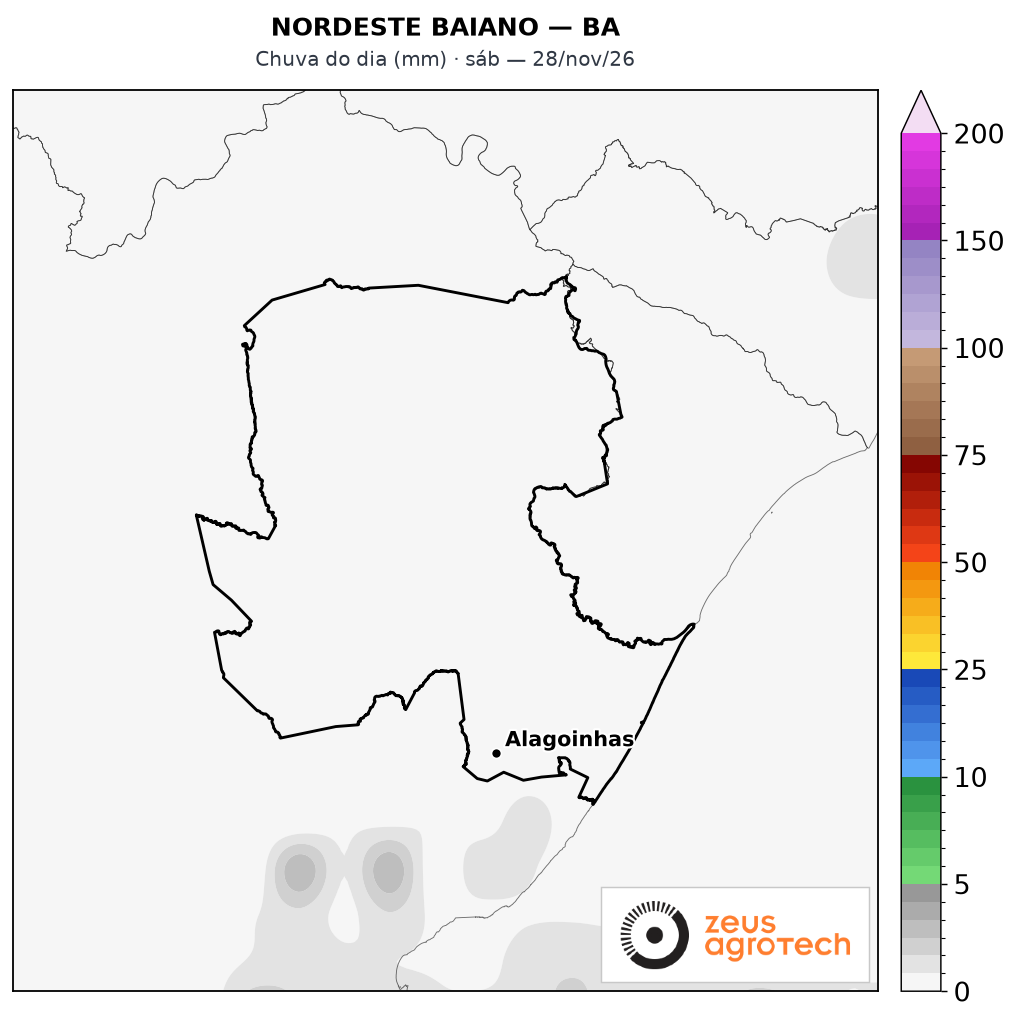 NORDESTE BAIANO — BA
Chuva do dia (mm) · sáb — 28/nov/26
200
150
100
75
50
25
10
5
0
Alagoinhas
zeus
agrotech